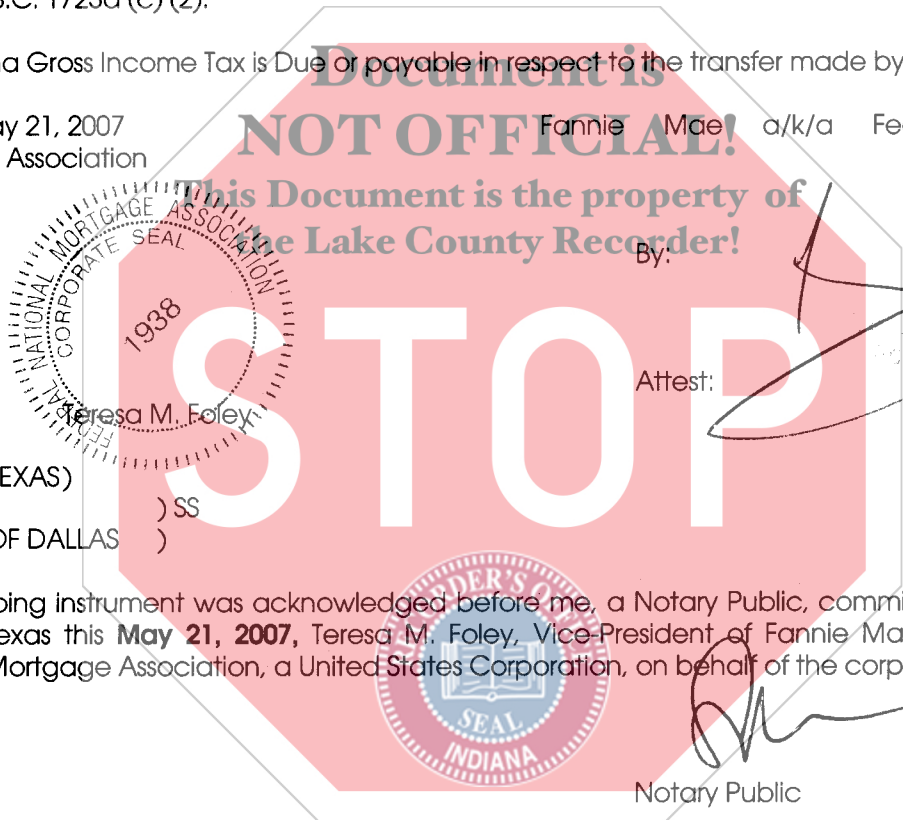 S.C. 1723a (c) (2).
na Gross Income Tax is Due or payable in respect to the transfer made by
Document is
ay 21, 2007 Fannie Mae a/k/a Fe
NOT OFFICIAL!
Association
This Document is the property of
the Lake County Recorder!
FEDERAL NATIONAL MORTGAGE ASSOCIATION
CORPORATE SEAL
1938
By:
STOP
Attest:
Teresa M. Foley
EXAS)
) SS
OF DALLAS )
oing instrument was acknowledged before me, a Notary Public, commi
exas this May 21, 2007, Teresa M. Foley, Vice-President of Fannie Ma
Mortgage Association, a United States Corporation, on behalf of the corp
SEAL
INDIANA
Notary Public